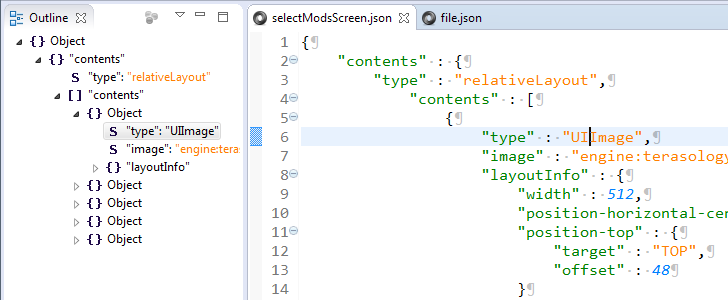 Outline
Object
"contents"
S "type": "relativeLayout"
"contents"
Object
S "type": "UIImage"
S "image": "engine:teras
"layoutInfo"
Object
Object
Object
Object
selectModsScreen.json
file.json
1 {¶
2 "contents" : {¶
3 "type" : "relativeLayout",¶
4 "contents" : [¶
5 {¶
6 "type" : "UIImage",¶
7 "image" : "engine:terasology
8 "layoutInfo" : {¶
9 "width" : 512,¶
10 "position-horizontal-cen
11 "position-top" : {¶
12 "target" : "TOP",¶
13 "offset" : 48¶
14 }¶